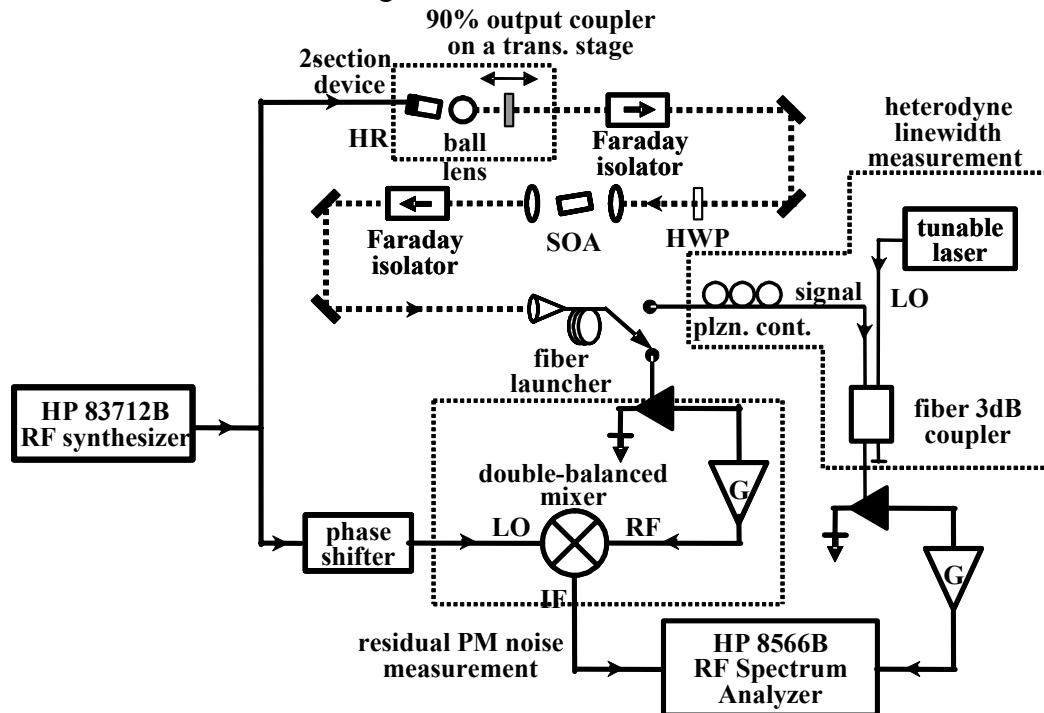 90% output coupler
on a trans. stage
2section
device
HR
ball
lens
Faraday
isolator
heterodyne
linewidth
measurement
Faraday
isolator
SOA
HWP
tunable
laser
signal
LO
plzn. cont.
fiber
launcher
HP 83712B
RF synthesizer
fiber 3dB
coupler
double-balanced
mixer
G
phase
shifter
LO
RF
IF
G
residual PM noise
measurement
HP 8566B
RF Spectrum
Analyzer